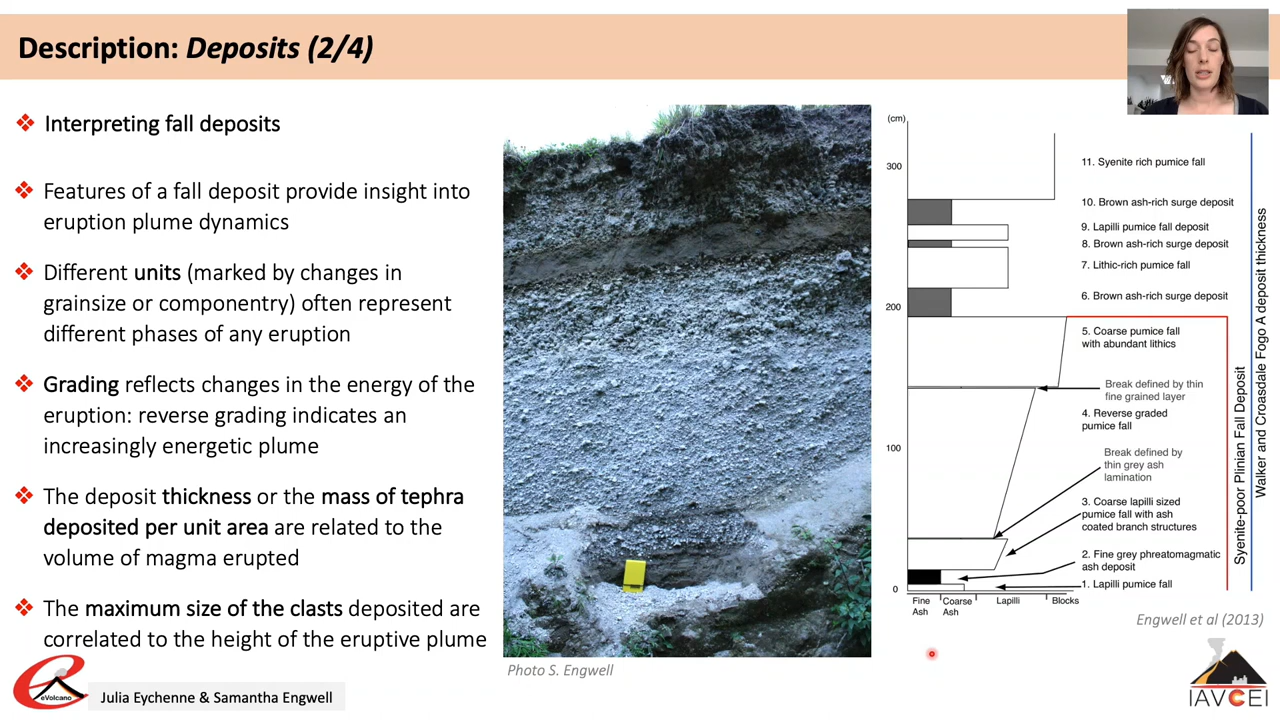 Description: Deposits (2/4)
Interpreting fall deposits
Features of a fall deposit provide insight into
eruption plume dynamics
Different units (marked by changes in
grainsize or componentry) often represent
different phases of any eruption
Grading reflects changes in the energy of the
eruption: reverse grading indicates an
increasingly energetic plume
The deposit thickness or the mass of tephra
deposited per unit area are related to the
volume of magma erupted
The maximum size of the clasts deposited are
correlated to the height of the eruptive plume
eVolcano
Julia Eychenne & Samantha Engwell
Photo S. Engwell
(cm)
300
200
100
0
Fine
Ash
Coarse
Ash
Lapilli
Blocks
11. Syenite rich pumice fall
10. Brown ash-rich surge deposit
9. Lapilli pumice fall deposit
8. Brown ash-rich surge deposit
7. Lithic-rich pumice fall
6. Brown ash-rich surge deposit
5. Coarse pumice fall
with abundant lithics
Break defined by thin
fine grained layer
4. Reverse graded
pumice fall
Break defined by
thin grey ash
lamination
3. Coarse lapilli sized
pumice fall with ash
coated branch structures
2. Fine grey phreatomagmatic
ash deposit
1. Lapilli pumice fall
Syenite-poor Plinian Fall Deposit
Walker and Croasdale Fogo A deposit thickness
Engwell et al (2013)
IAVCEI